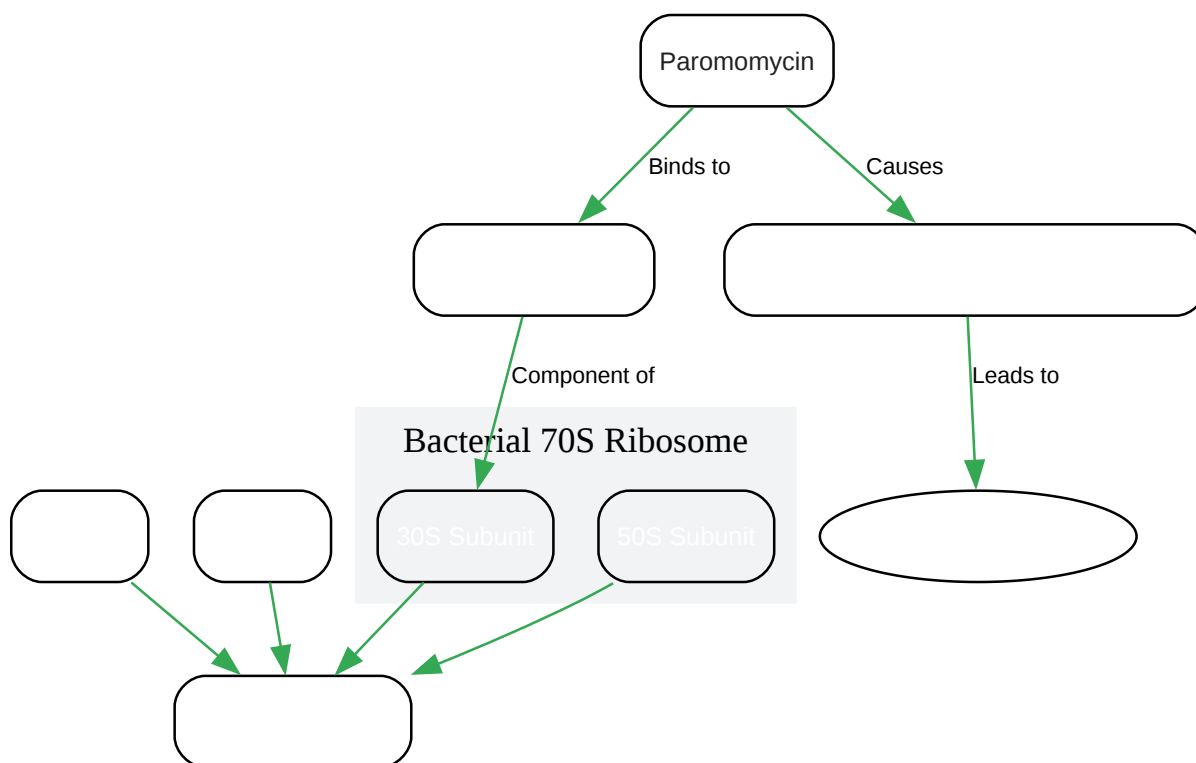 Paromomycin
Binds to
Causes
Component of
Leads to
Bacterial 70S Ribosome
30S Subunit
50S Subunit